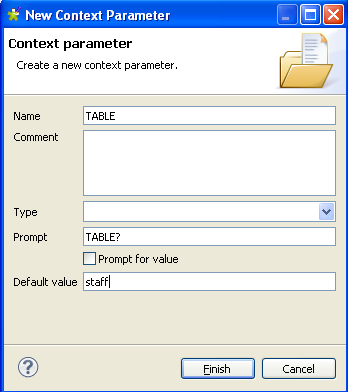 New Context Parameter
Context parameter
Create a new context parameter.
Name TABLE
Comment
Type
Prompt TABLE?
Prompt for value
Default value staff
? Finish Cancel